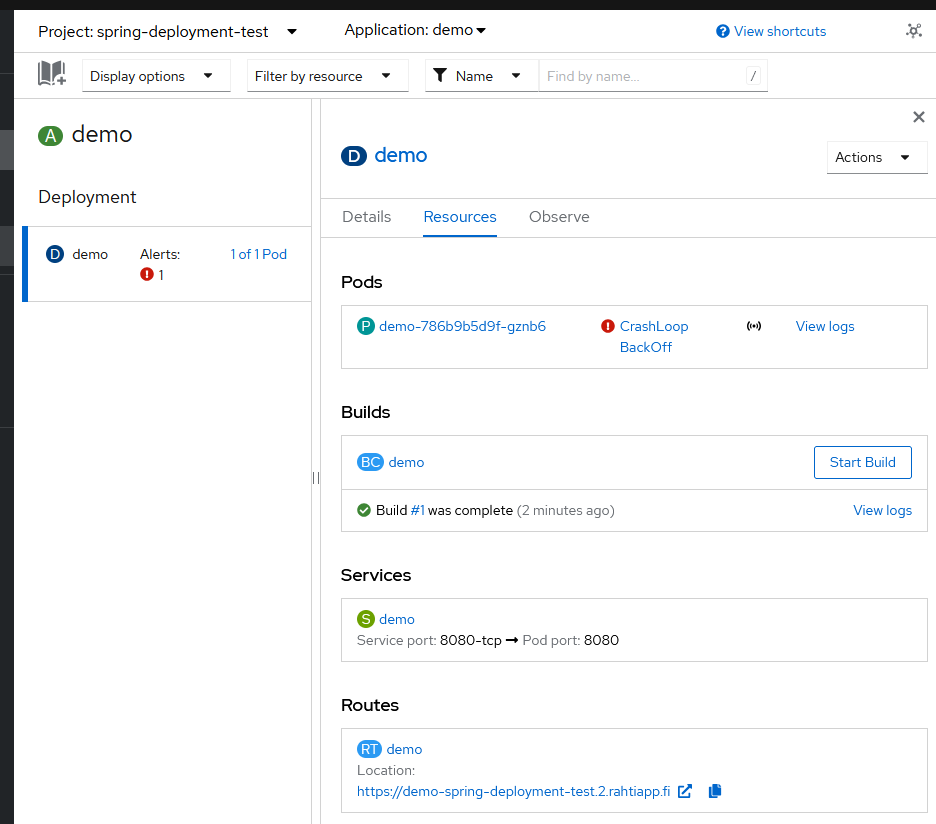 Project: spring-deployment-test Application: demo View shortcuts
Display options Filter by resource Name Find by name... /
A demo
Deployment
D demo Alerts: 1 of 1 Pod
1
D demo
Actions
Details Resources Observe
Pods
P demo-786b9b5d9f-gznb6 CrashLoop View logs
BackOff
Builds
BC demo Start Build
Build #1 was complete (2 minutes ago) View logs
Services
S demo
Service port: 8080-tcp → Pod port: 8080
Routes
RT demo
Location:
https://demo-spring-deployment-test.2.rahtiapp.fi